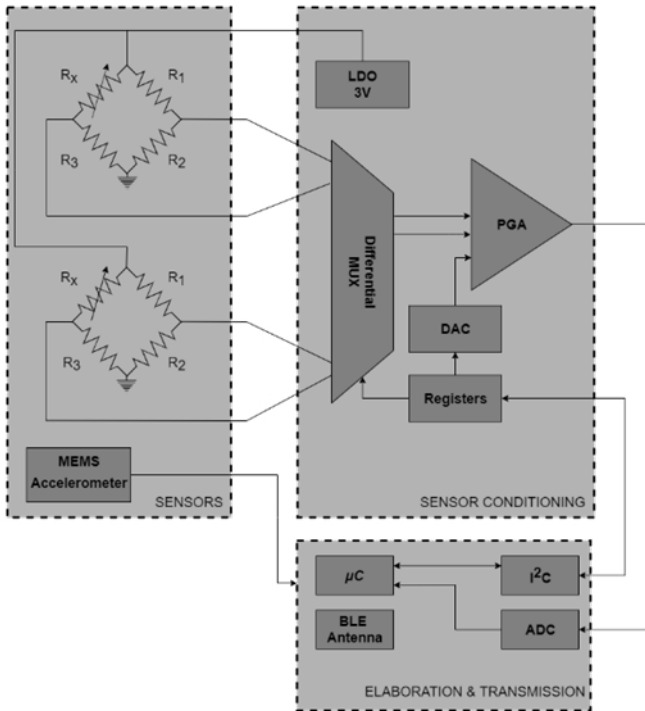 LDO
3V
Rx
R1
R3
R2
Differential
MUX
PGA
Rx
R1
R3
R2
DAC
Registers
MEMS
Accelerometer
SENSORS
SENSOR CONDITIONING
μC
I²C
BLE
Antenna
ADC
ELABORATION & TRANSMISSION